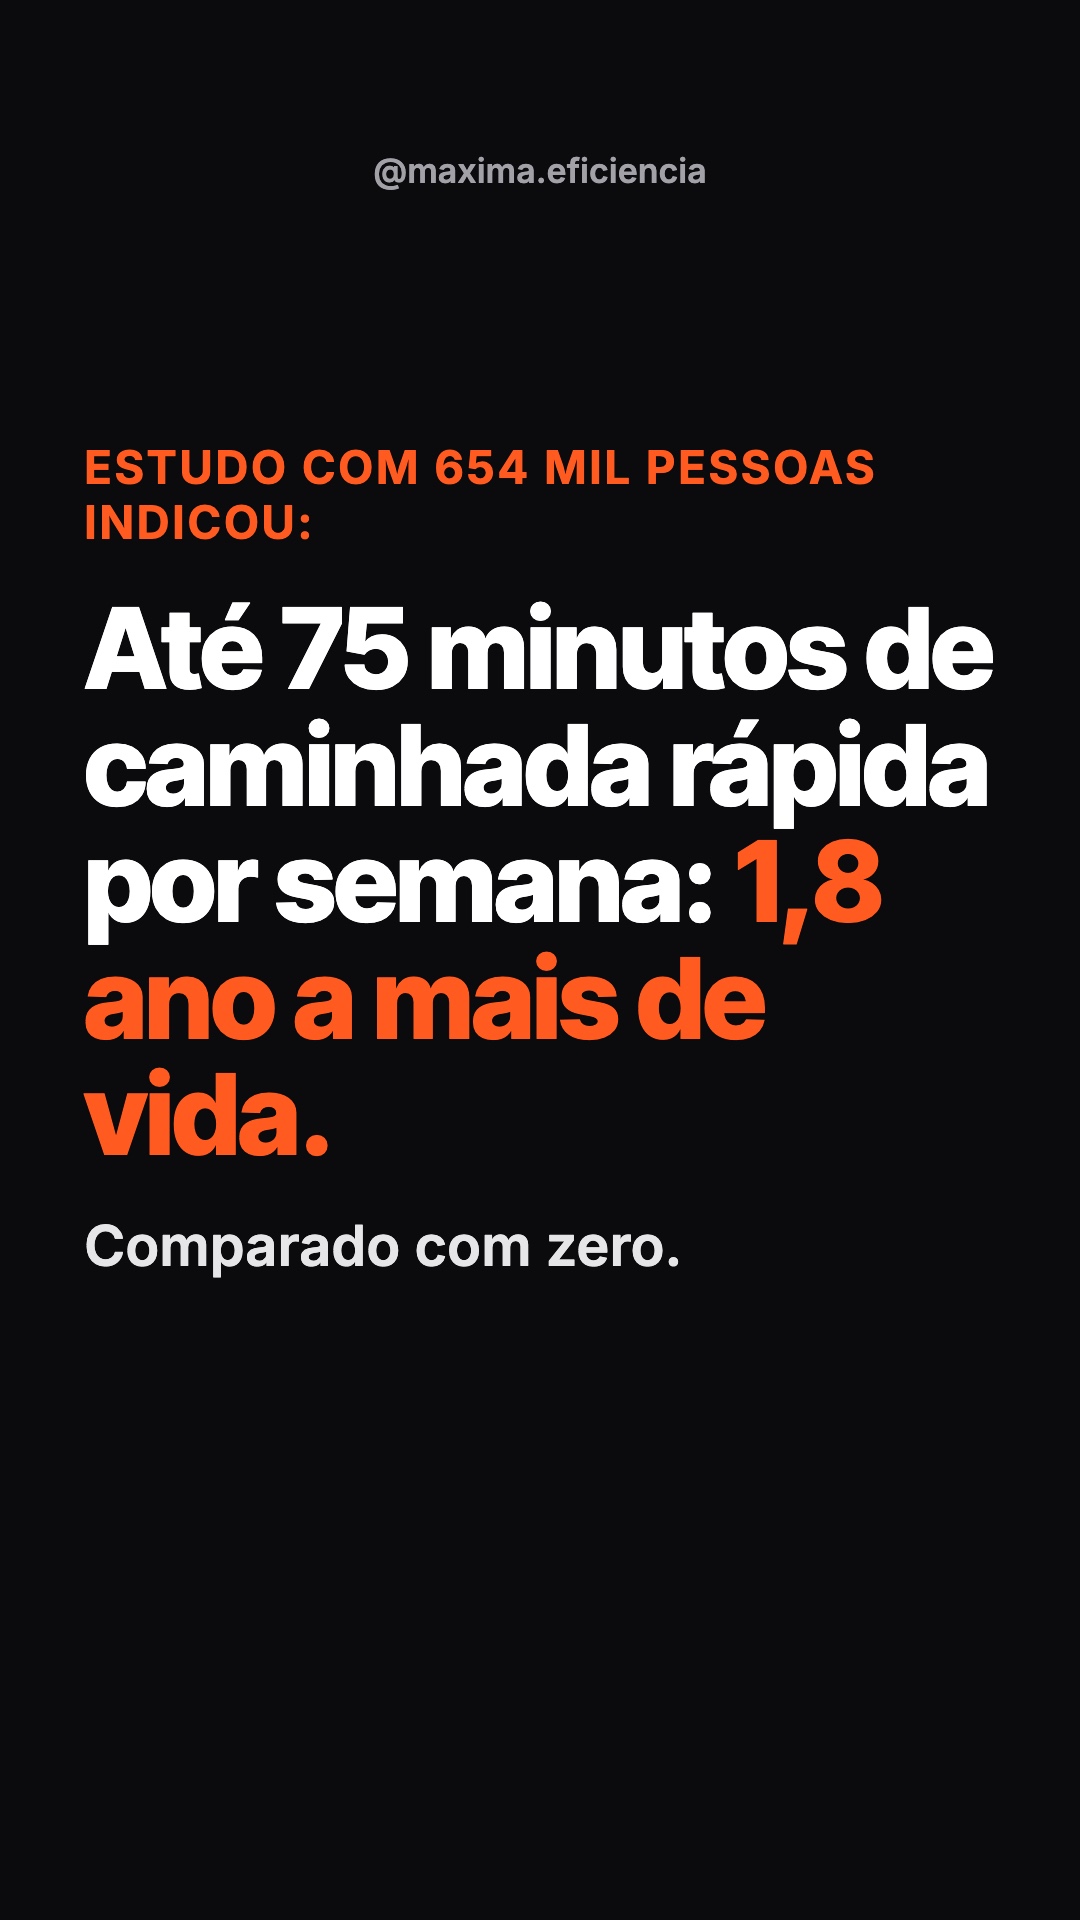 @maxima.eficiencia
ESTUDO COM 654 MIL PESSOAS
INDICOU:
Até 75 minutos de
caminhada rápida
por semana: 1,8
ano a mais de
vida.
Comparado com zero.